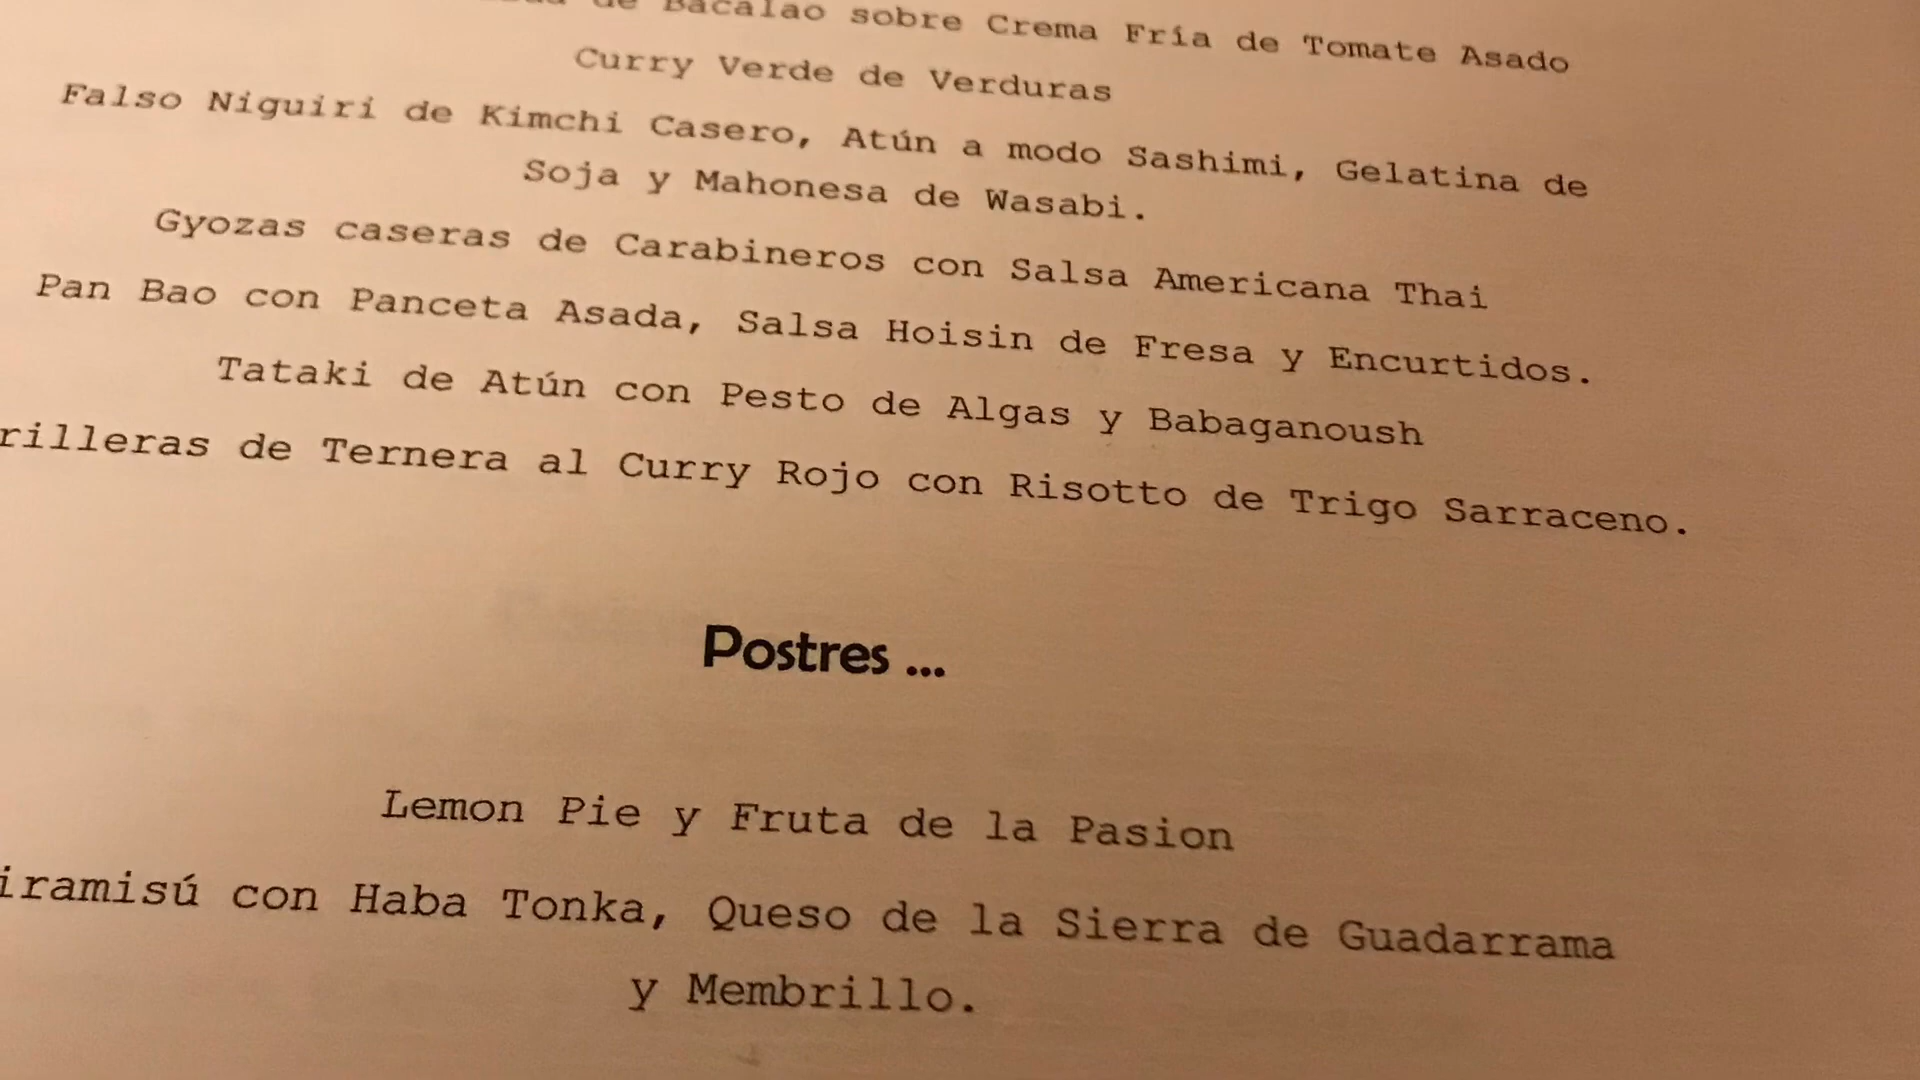 de Bacalao sobre Crema Fría de Tomate Asado
Curry Verde de Verduras
Falso Niguiri de Kimchi Casero, Atún a modo Sashimi, Gelatina de
Soja y Mahonesa de Wasabi.
Gyozas caseras de Carabineros con Salsa Americana Thai
Pan Bao con Panceta Asada, Salsa Hoisin de Fresa y Encurtidos.
Tataki de Atún con Pesto de Algas y Babaganoush
rilleras de Ternera al Curry Rojo con Risotto de Trigo Sarraceno.
Postres ...
Lemon Pie y Fruta de la Pasion
iramisú con Haba Tonka, Queso de la Sierra de Guadarrama
y Membrillo.